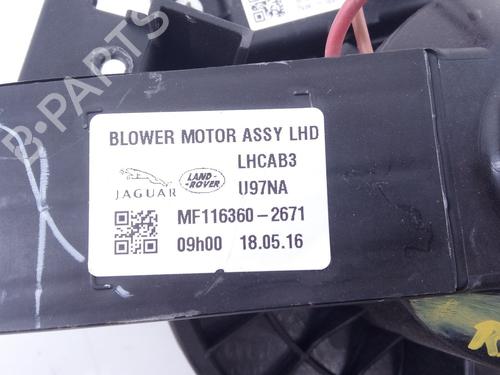 BLOWER MOTOR ASSY LHD
LHCAB3
JAGUAR
LAND-
ROVER
U97NA
MF116360-2671
09h00 18.05.16
B-PARTS